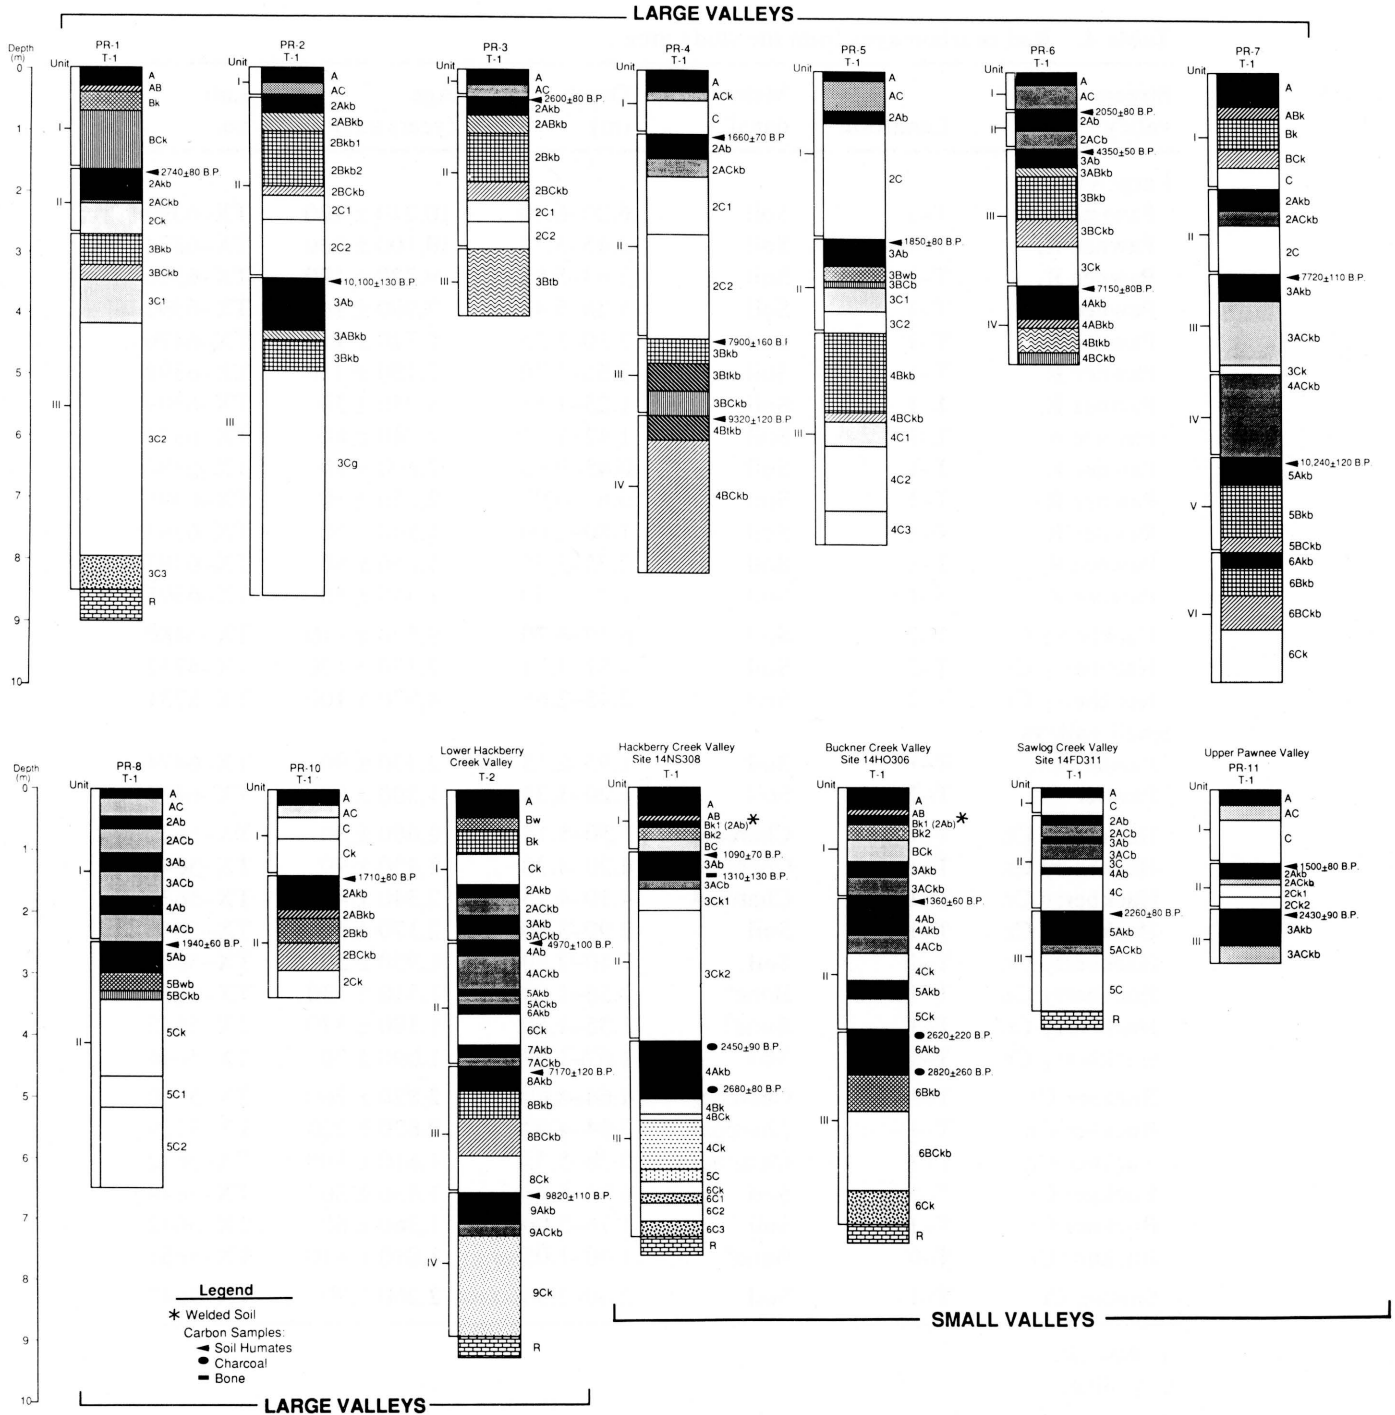 LARGE VALLEYS
Depth
(m)
0
1
2
3
4
5
6
7
8
9
10
PR-1
T-1
Unit
I
II
III
A
AB
Bk
BCk
2740±80 B.P.
2Akb
2ACkb
2Ck
3Bkb
3BCkb
3C1
3C2
3C3
R
PR-2
T-1
Unit
I
II
III
A
AC
2Akb
2ABkb
2Bkb1
2Bkb2
2BCkb
2C1
2C2
10,100±130 B.P.
3Ab
3ABkb
3Bkb
3Cg
PR-3
T-1
Unit
I
II
III
A
AC
2600±80 B.P.
2Akb
2ABkb
2Bkb
2BCkb
2C1
2C2
3Btb
PR-4
T-1
Unit
I
II
III
IV
A
ACk
C
1660±70 B.P
2Ab
2ACkb
2C1
2C2
7900±160 B.P
3Bkb
3Btkb
3BCkb
9320±120 B.P
4Btkb
4BCkb
PR-5
T-1
Unit
I
II
III
A
AC
2Ab
2C
1850±80 B.P.
3Ab
3Bwb
3BCb
3C1
3C2
4Bkb
4BCkb
4C1
4C2
4C3
PR-6
T-1
Unit
I
II
III
IV
A
AC
2050±80 B.P.
2Ab
2ACb
4350±50 B.P.
3Ab
3ABkb
3Bkb
3BCkb
3Ck
7150±80B.P.
4Akb
4ABkb
4Btkb
4BCkb
PR-7
T-1
Unit
I
II
III
IV
V
VI
A
ABk
Bk
BCk
C
2Akb
2ACkb
2C
7720±110 B.P.
3Akb
3ACkb
3Ck
4ACkb
10,240±120 B.P.
5Akb
5Bkb
5BCkb
6Akb
6Bkb
6BCkb
6Ck
Depth
(m)
0
1
2
3
4
5
6
7
8
9
10
PR-8
T-1
Unit
I
II
A
AC
2Ab
2ACb
3Ab
3ACb
4Ab
4ACb
1940±60 B.P.
5Ab
5Bwb
5BCkb
5Ck
5C1
5C2
PR-10
T-1
Unit
I
II
A
AC
C
Ck
1710±80 B.P.
2Akb
2ABkb
2Bkb
2BCkb
2Ck
Lower Hackberry
Creek Valley
T-2
Unit
I
II
III
IV
A
Bw
Bk
Ck
2Akb
2ACkb
3Akb
3ACkb
4970±100 B.P.
4Ab
4ACkb
5Akb
5ACkb
6Akb
6Ck
7Akb
7ACkb
7170±120 B.P.
8Akb
8Bkb
8BCkb
8Ck
9820±110 B.P.
9Akb
9ACkb
9Ck
R
Hackberry Creek Valley
Site 14NS308
T-1
Unit
I
II
III
A
AB
Bk1 (2Ab)
Bk2
BC
1090±70 B.P.
3Ab
1310±130 B.P.
3ACb
3Ck1
3Ck2
2450±90 B.P.
4Akb
2680±80 B.P.
4Bk
4BCk
4Ck
5C
6Ck
6C1
6C2
6C3
R
Buckner Creek Valley
Site 14HO306
T-1
Unit
I
II
III
A
AB
Bk1 (2Ab)
Bk2
BCk
3Akb
3ACkb
1360±60 B.P.
4Ab
4Akb
4ACb
4Ck
5Akb
5Ck
2620±220 B.P.
6Akb
2820±260 B.P.
6Bkb
6BCkb
6Ck
R
Sawlog Creek Valley
Site 14FD311
T-1
Unit
I
II
III
A
C
2Ab
2ACb
3Ab
3ACb
3C
4Ab
4C
2260±80 B.P.
5Akb
5ACkb
5C
R
Upper Pawnee Valley
PR-11
T-1
Unit
I
II
III
A
AC
C
1500±80 B.P.
2Akb
2ACkb
2Ck1
2Ck2
2430±90 B.P.
3Akb
3ACkb
Legend
Welded Soil
Carbon Samples:
Soil Humates
Charcoal
Bone
LARGE VALLEYS
SMALL VALLEYS